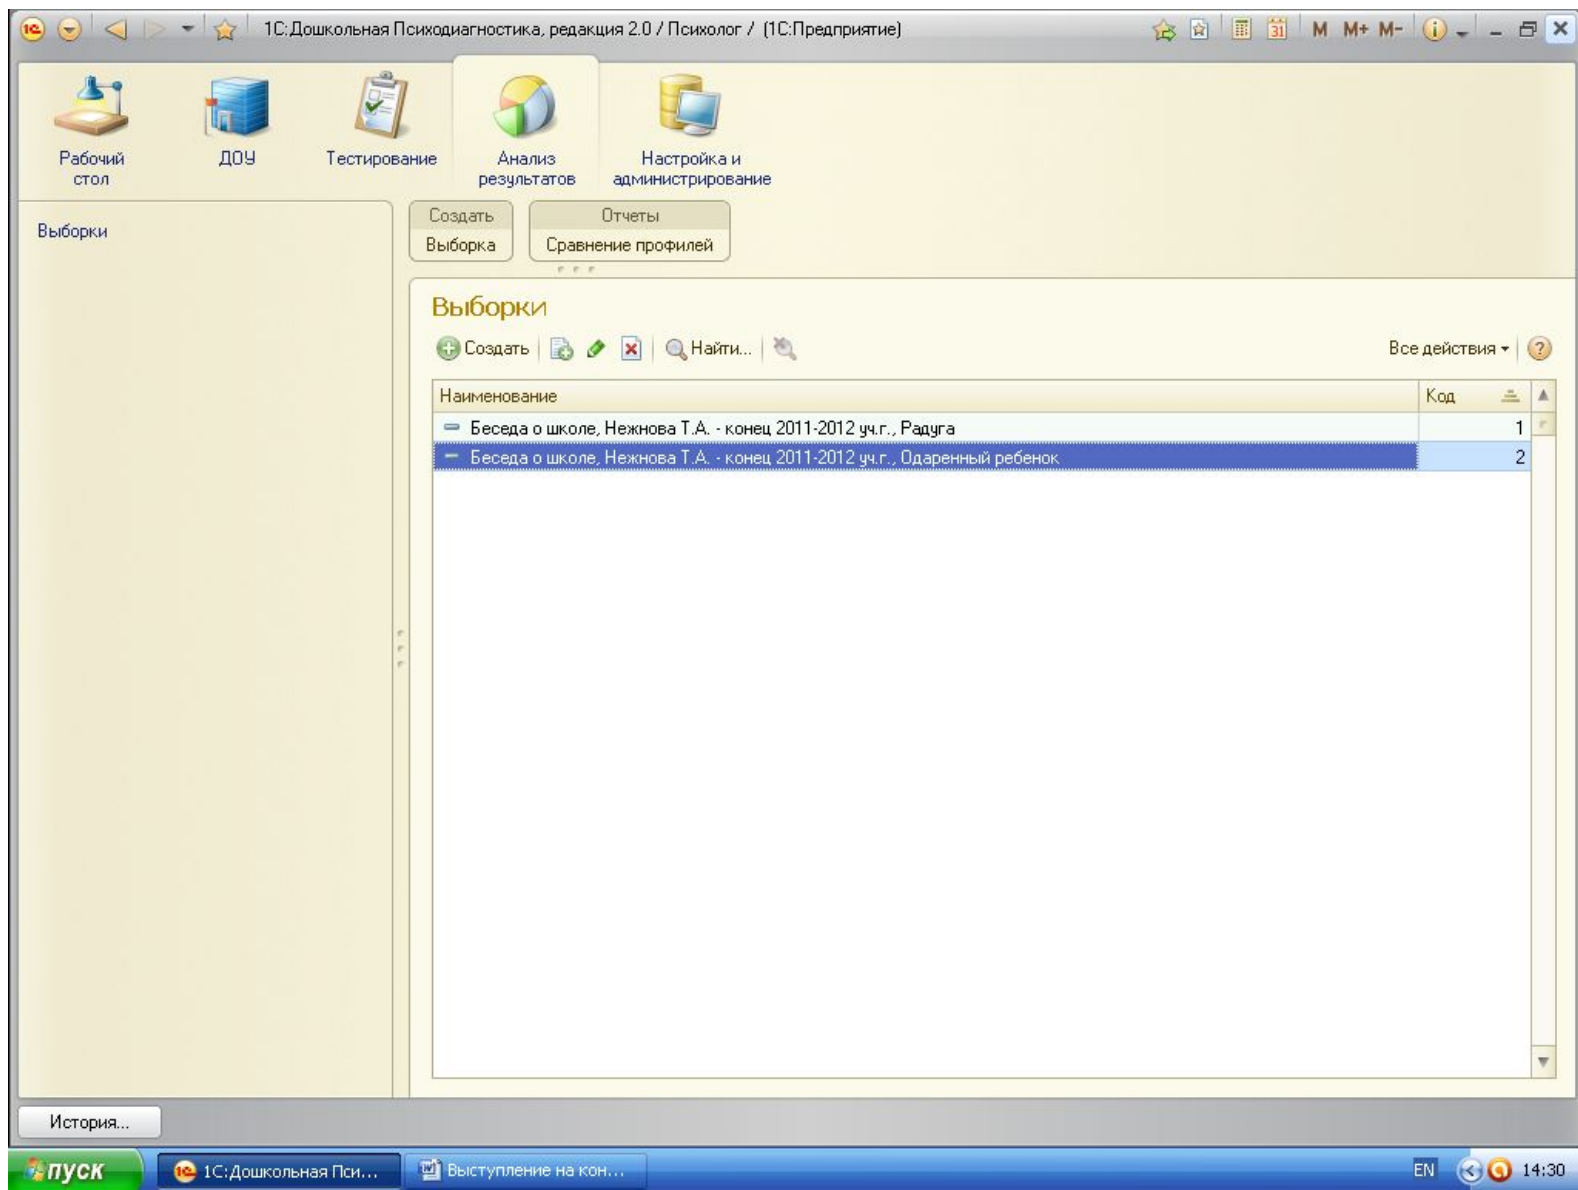 1С:Дошкольная Психодиагностика, редакция 2.0 / Психолог / (1С:Предприятие)
31 M M+ M-
Рабочий стол
ДОУ
Тестирование
Анализ результатов
Настройка и администрирование
Выборки
Создать
Выборка
Отчеты
Сравнение профилей
Выборки
Создать
Найти...
Все действия
Наименование
Код
Беседа о школе, Нежнова Т.А. - конец 2011-2012 уч.г., Радуга 1
Беседа о школе, Нежнова Т.А. - конец 2011-2012 уч.г., Одаренный ребенок 2
История...
пуск
1С:Дошкольная Пси...
Выступление на кон...
EN
14:30